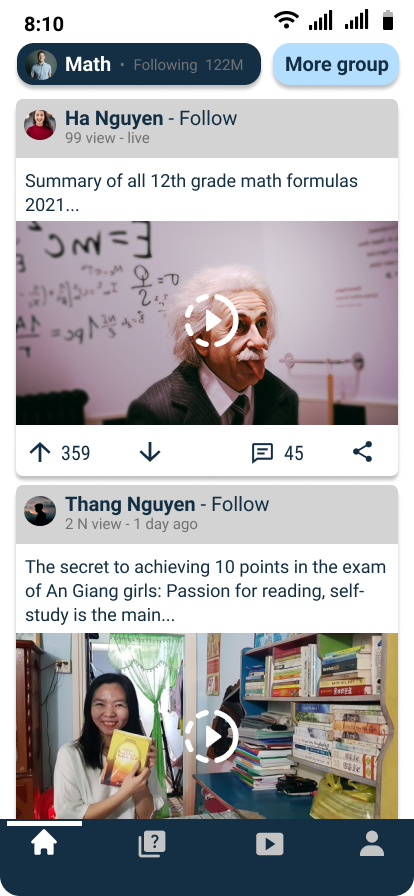 8:10
Math • Following 122M
More group
Ha Nguyen - Follow
99 view - live
Summary of all 12th grade math formulas
2021...
359
45
Thang Nguyen - Follow
2 N view - 1 day ago
The secret to achieving 10 points in the exam
of An Giang girls: Passion for reading, self-
study is the main...
?